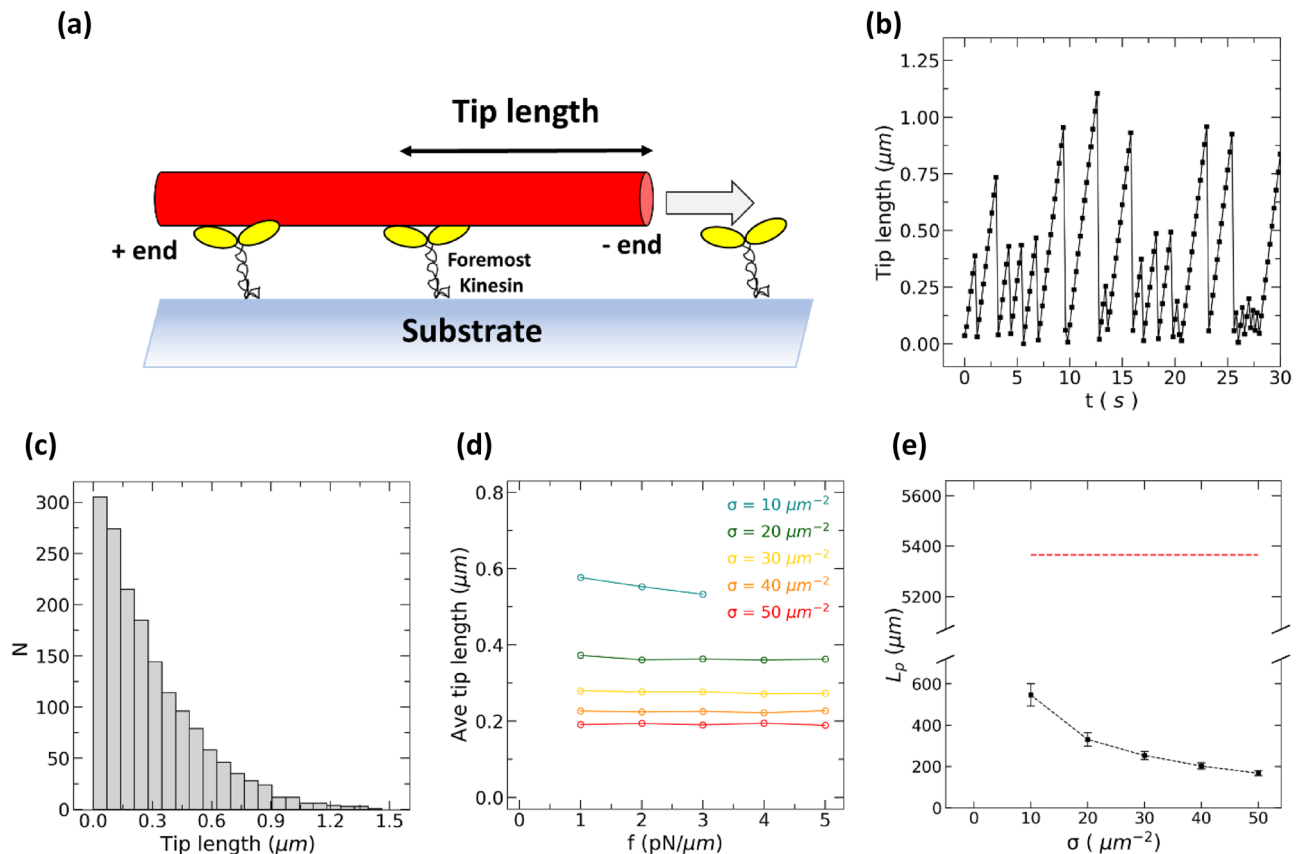 (a)
Tip length
+ end
- end
Foremost
Kinesin
Substrate
(b)
1.25
1.00
0.75
0.50
0.25
0.00
Tip length (μm)
0 5 10 15 20 25 30
t ( s )
(c)
300
250
200
150
100
50
0
N
0.0 0.3 0.6 0.9 1.2 1.5
Tip length (μm)
(d)
0.8
0.6
0.4
0.2
0.0
Ave tip length (μm)
σ = 10 μm⁻²
σ = 20 μm⁻²
σ = 30 μm⁻²
σ = 40 μm⁻²
σ = 50 μm⁻²
0 1 2 3 4 5
f (pN/μm)
(e)
5600
5400
5200
600
400
200
0
Lₚ (μm)
0 10 20 30 40 50
σ ( μm⁻²)